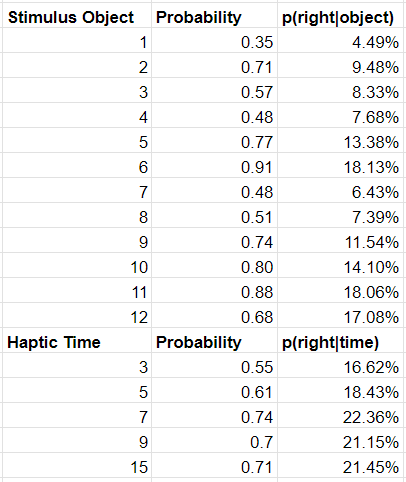 Stimulus Object Probability p(right|object)
1 0.35 4.49%
2 0.71 9.48%
3 0.57 8.33%
4 0.48 7.68%
5 0.77 13.38%
6 0.91 18.13%
7 0.48 6.43%
8 0.51 7.39%
9 0.74 11.54%
10 0.80 14.10%
11 0.88 18.06%
12 0.68 17.08%
Haptic Time Probability p(right|time)
3 0.55 16.62%
5 0.61 18.43%
7 0.74 22.36%
9 0.7 21.15%
15 0.71 21.45%